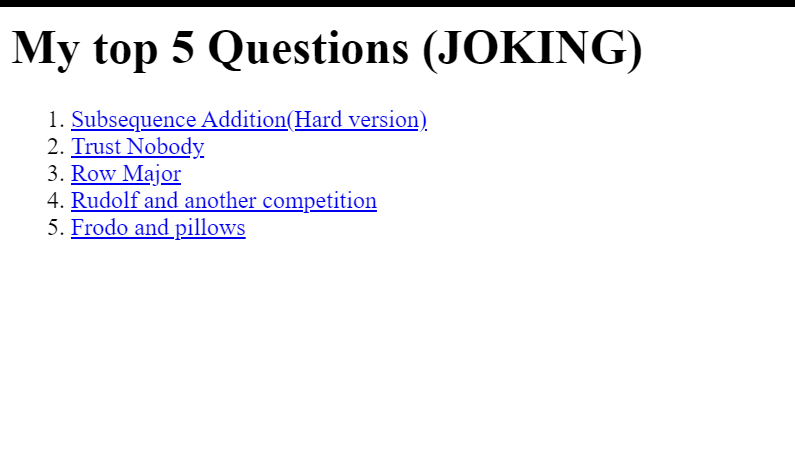 My top 5 Questions (JOKING)
1. Subsequence Addition(Hard version)
2. Trust Nobody
3. Row Major
4. Rudolf and another competition
5. Frodo and pillows